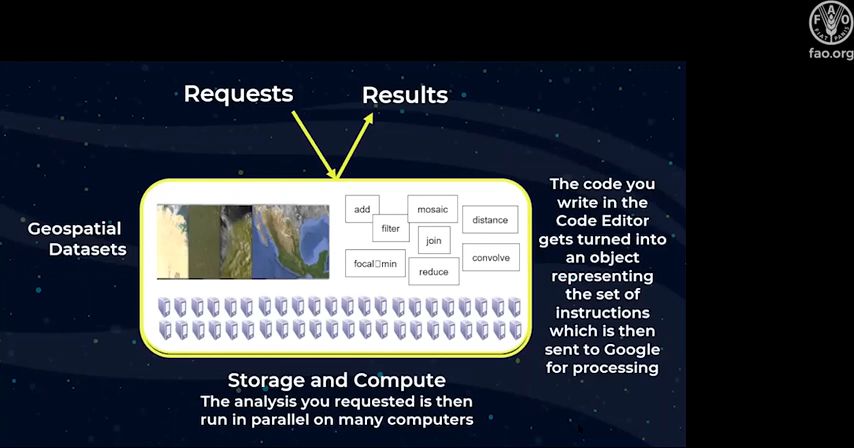 FAO
FIAT PANIS
fao.org
Requests
Results
Geospatial
Datasets
add
mosaic
distance
filter
join
focal□min
reduce
convolve
The code you
write in the
Code Editor
gets turned into
an object
representing
the set of
instructions
which is then
sent to Google
for processing
Storage and Compute
The analysis you requested is then
run in parallel on many computers